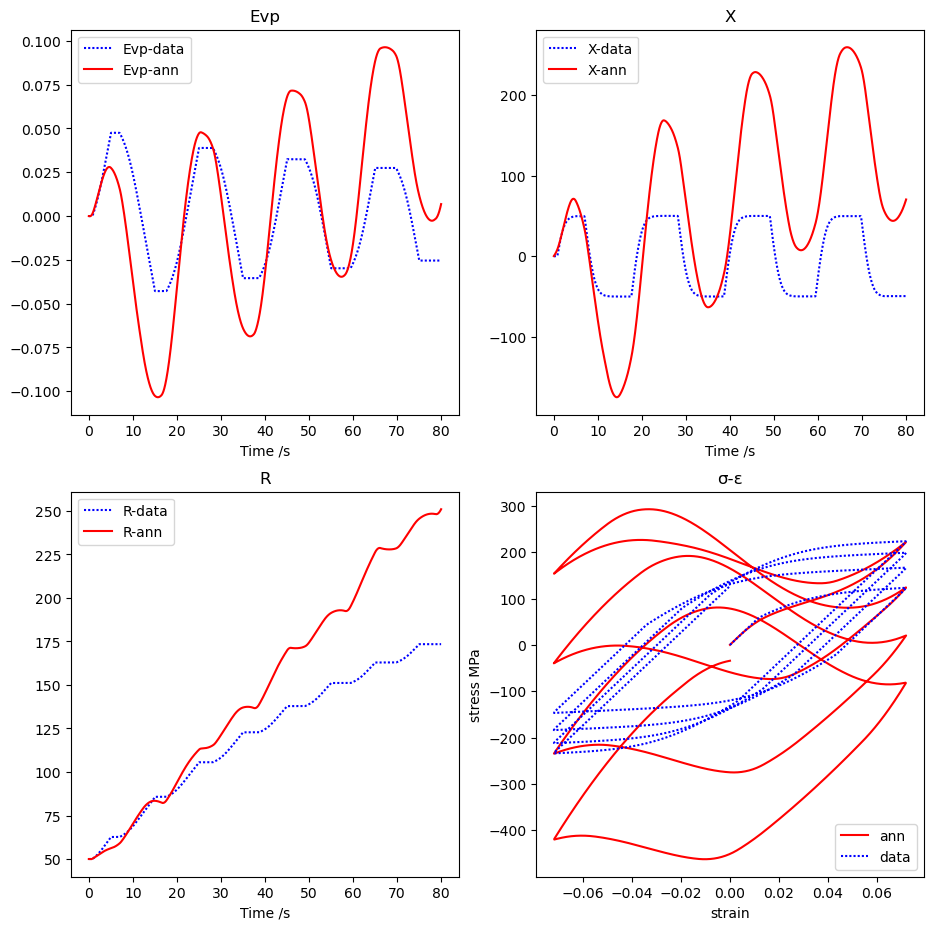 Evp
Evp-data
Evp-ann
0.100
0.075
0.050
0.025
0.000
−0.025
−0.050
−0.075
−0.100
0 10 20 30 40 50 60 70 80
Time /s
X
X-data
X-ann
200
100
0
−100
0 10 20 30 40 50 60 70 80
Time /s
R
R-data
R-ann
250
225
200
175
150
125
100
75
50
0 10 20 30 40 50 60 70 80
Time /s
σ-ε
stress MPa
300
200
100
0
−100
−200
−300
−400
ann
data
−0.06 −0.04 −0.02 0.00 0.02 0.04 0.06
strain